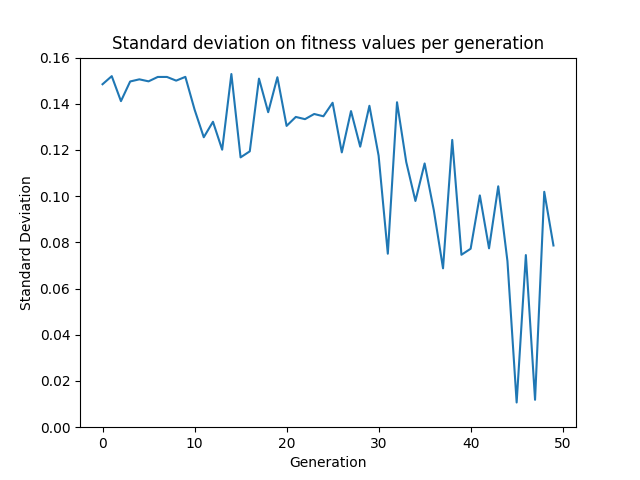 Standard deviation on fitness values per generation
0.16
0.14
0.12
0.10
0.08
0.06
0.04
0.02
0.00
Standard Deviation
0 10 20 30 40 50
Generation